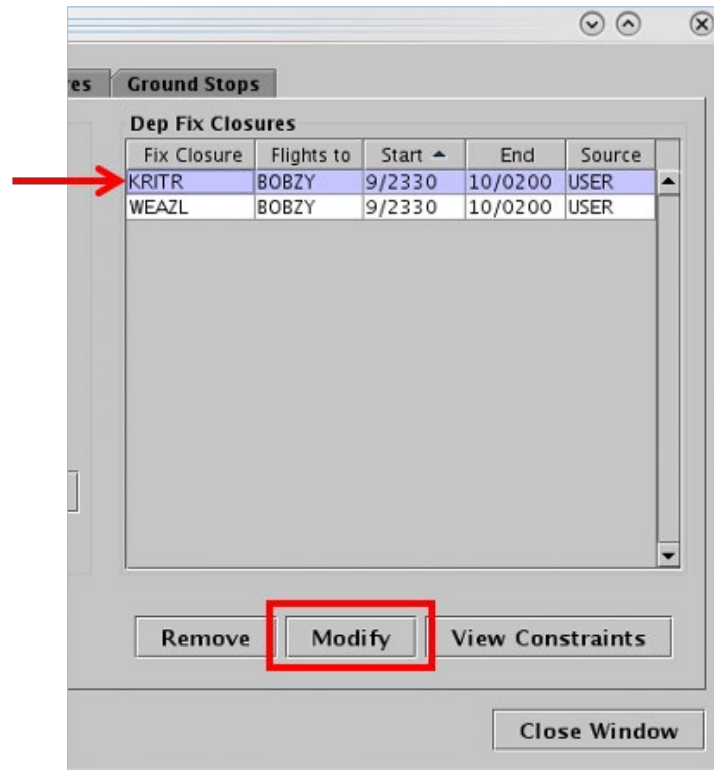 es Ground Stops
Dep Fix Closures
Fix Closure Flights to Start End Source
KRITR BOBZY 9/2330 10/0200 USER
WEAZL BOBZY 9/2330 10/0200 USER
Remove Modify View Constraints
Close Window